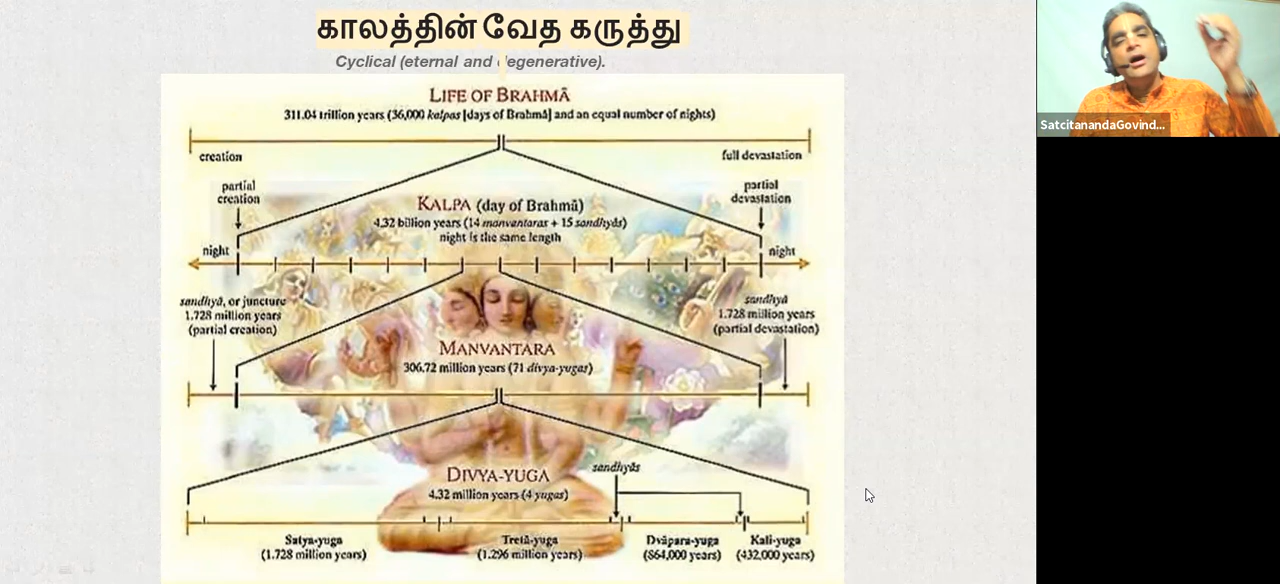 காலத்தின் வேத கருத்து
Cyclical (eternal and egenerative).
LIFE OF BRAHMĀ
311.04 trillion years (36,000 kalpas [days of Brahmā] and an equal number of nights)
creation
full devastation
partial
creation
partial
devastation
KALPA (day of Brahmā)
4.32 billion years (14 manvantaras + 15 sandhyās)
night is the same length
night
night
sandhyā, or juncture
1.728 million years
(partial creation)
sandhyā
1.728 million years
(partial devastation)
MANVANTARA
306.72 million years (71 divya-yugas)
sandhyās
DIVYA-YUGA
4.32 million years (4 yugas)
Satya-yuga
(1.728 million years)
Tretā-yuga
(1.296 million years)
Dvāpara-yuga
(864,000 years)
Kali-yuga
(432,000 years)
SatcitanandaGovind...